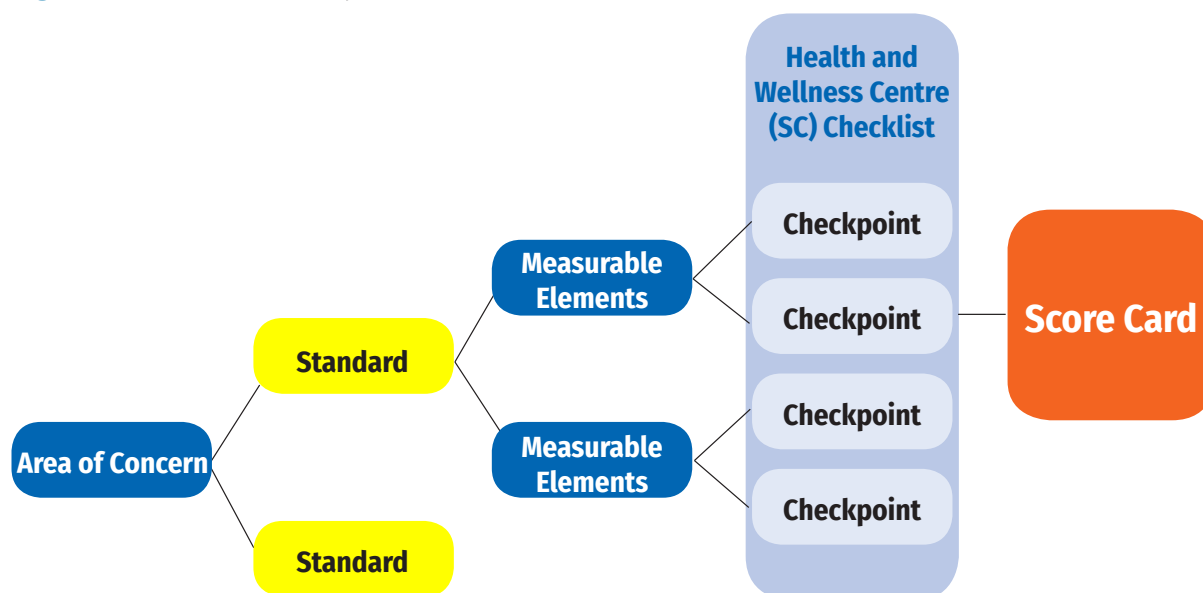 Health and
Wellness Centre
(SC) Checklist
Checkpoint
Measurable
Elements
Checkpoint
Score Card
Standard
Checkpoint
Area of Concern
Measurable
Elements
Checkpoint
Standard